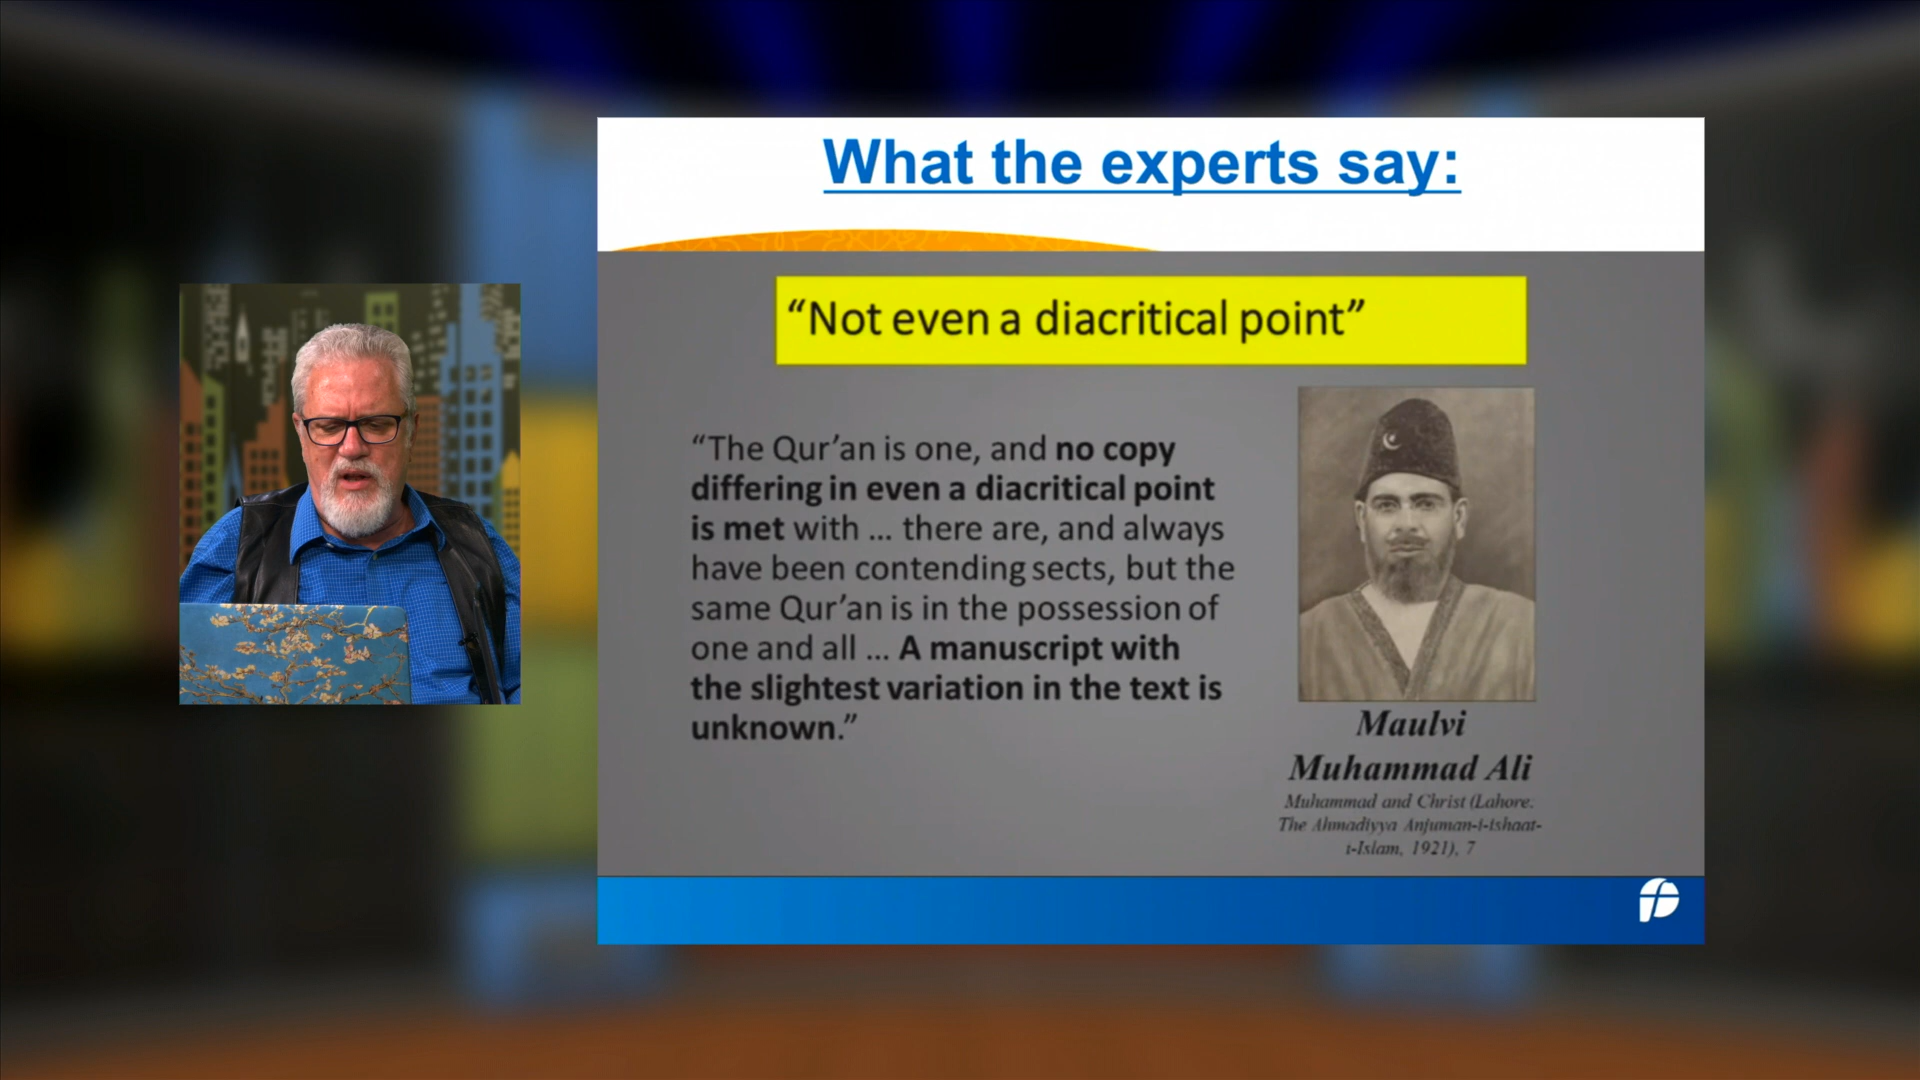 What the experts say:
“Not even a diacritical point”
“The Qur’an is one, and no copy
differing in even a diacritical point
is met with ... there are, and always
have been contending sects, but the
same Qur’an is in the possession of
one and all ... A manuscript with
the slightest variation in the text is
unknown.”
Maulvi
Muhammad Ali
Muhammad and Christ (Lahore:
The Ahmadiyya Anjuman-i-ishaat-
i-Islam, 1921), 7